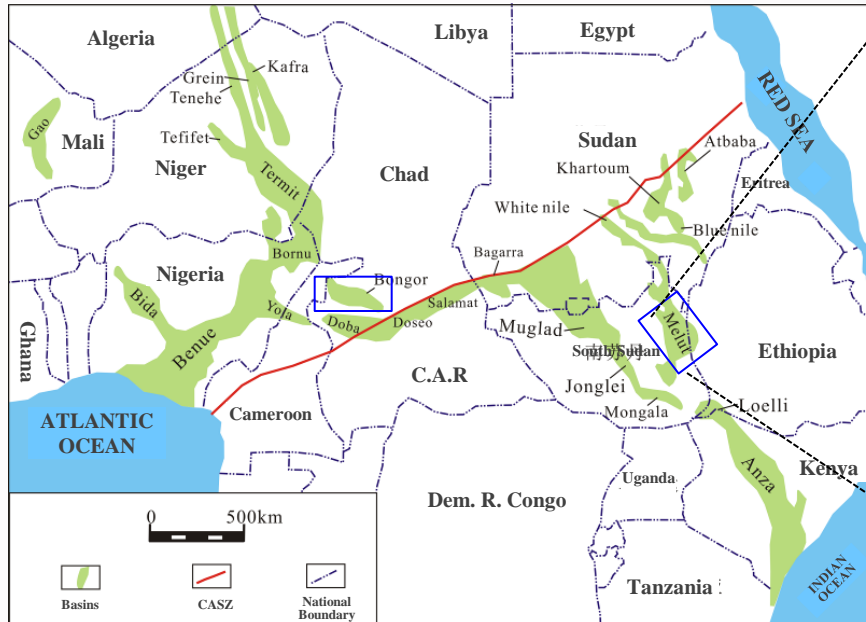 Algeria
Libya
Egypt
Kafra
Grein
Tenehe
RED SEA
Gao
Mali
Tefifet
Sudan
Atbaba
Niger
Termit
Chad
Khartoum
Eritrea
White nile
Blue nile
Bornu
Bagarra
Nigeria
Bongor
Bida
Yola
Salamat
Doba
Doseo
Melut
Ghana
Benue
Muglad
South Sudan
Ethiopia
Jonglei
C.A.R
Mongala
Loelli
ATLANTIC
OCEAN
Cameroon
Anza
Kenya
Uganda
Dem. R. Congo
0 500km
Tanzania
INDIAN
OCEAN
Basins
CASZ
National
Boundary